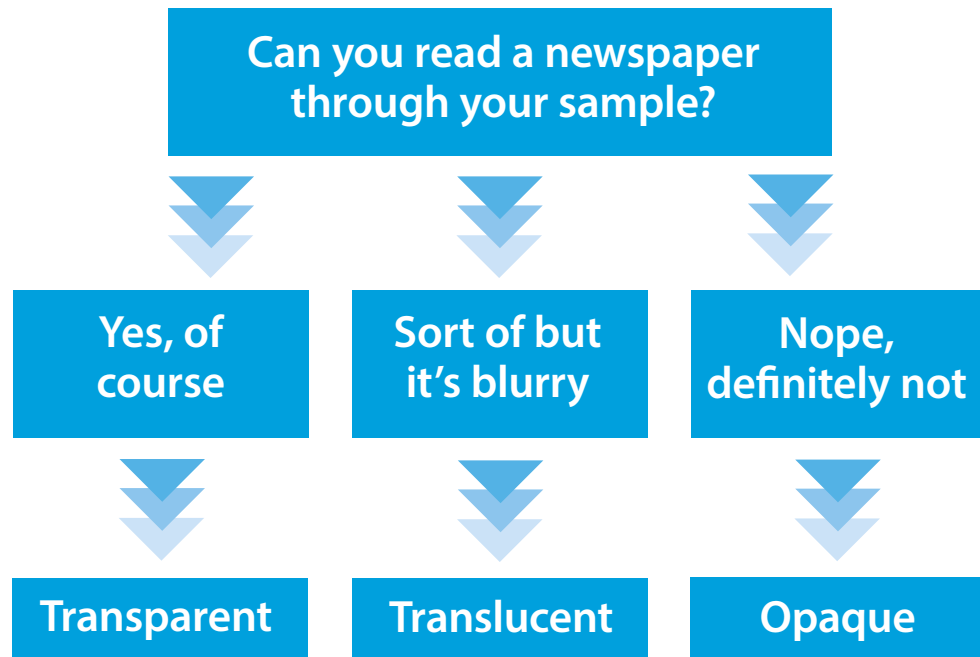 Can you read a newspaper
through your sample?
Yes, of
course
Sort of but
it’s blurry
Nope,
definitely not
Transparent
Translucent
Opaque